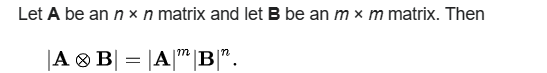 Let A be an n × n matrix and let B be an m × m matrix. Then
|A ⊗ B| = |A|ᵐ |B|ⁿ.